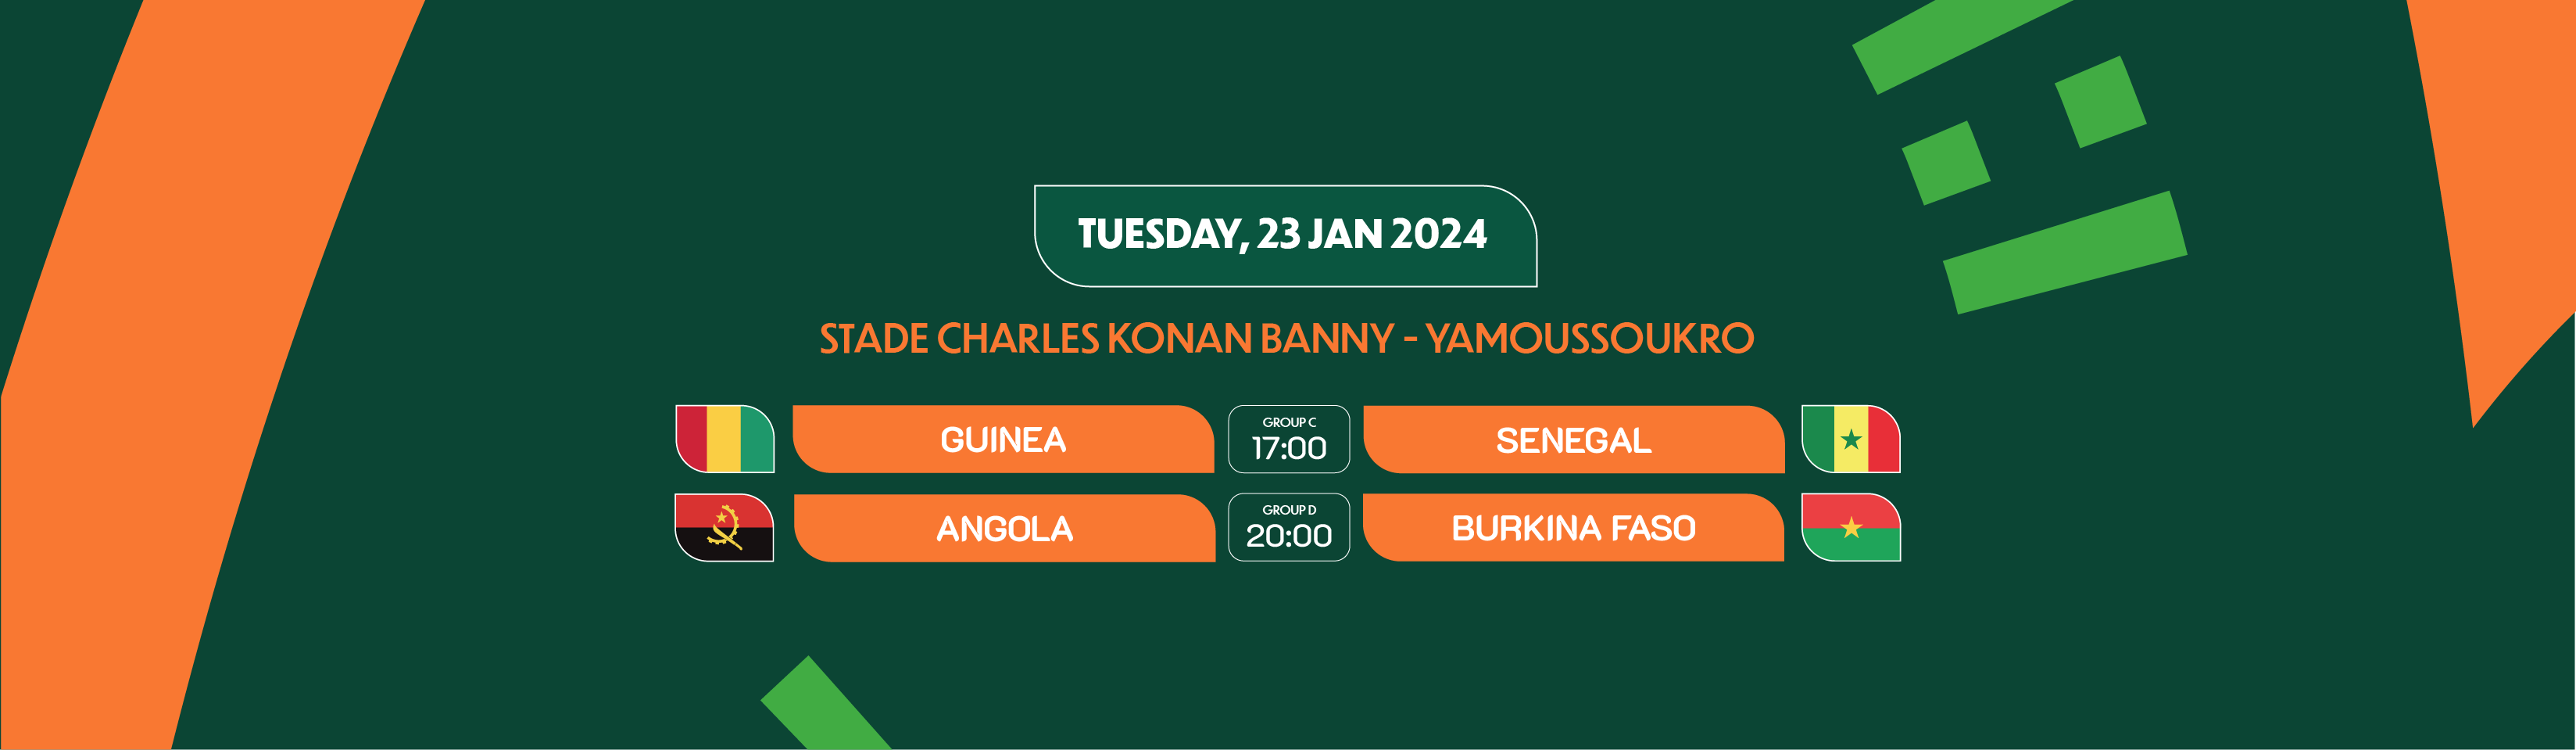 TUESDAY, 23 JAN 2024
STADE CHARLES KONAN BANNY - YAMOUSSOUKRO
GUINEA
GROUP C
17:00
SENEGAL
ANGOLA
GROUP D
20:00
BURKINA FASO